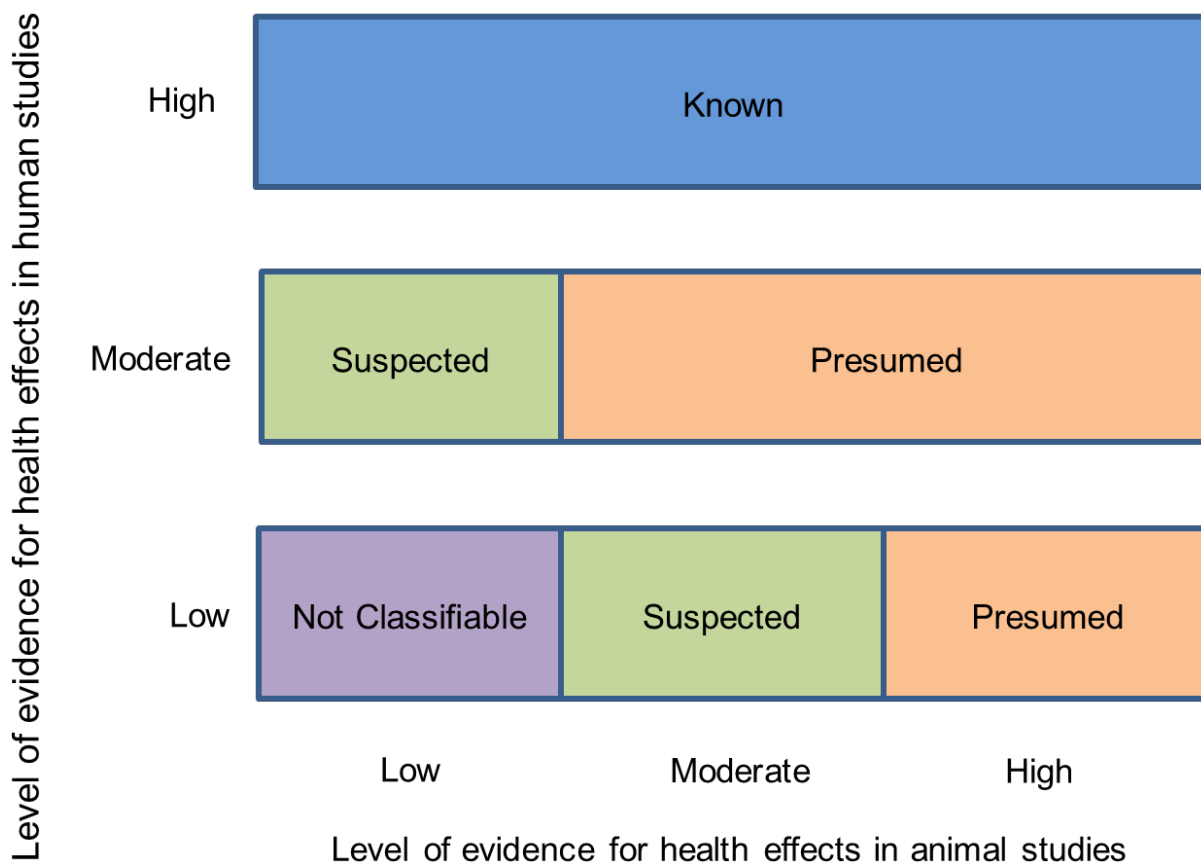 Level of evidence for health effects in human studies
High
Known
Moderate
Suspected
Presumed
Low
Not Classifiable
Suspected
Presumed
Low
Moderate
High
Level of evidence for health effects in animal studies